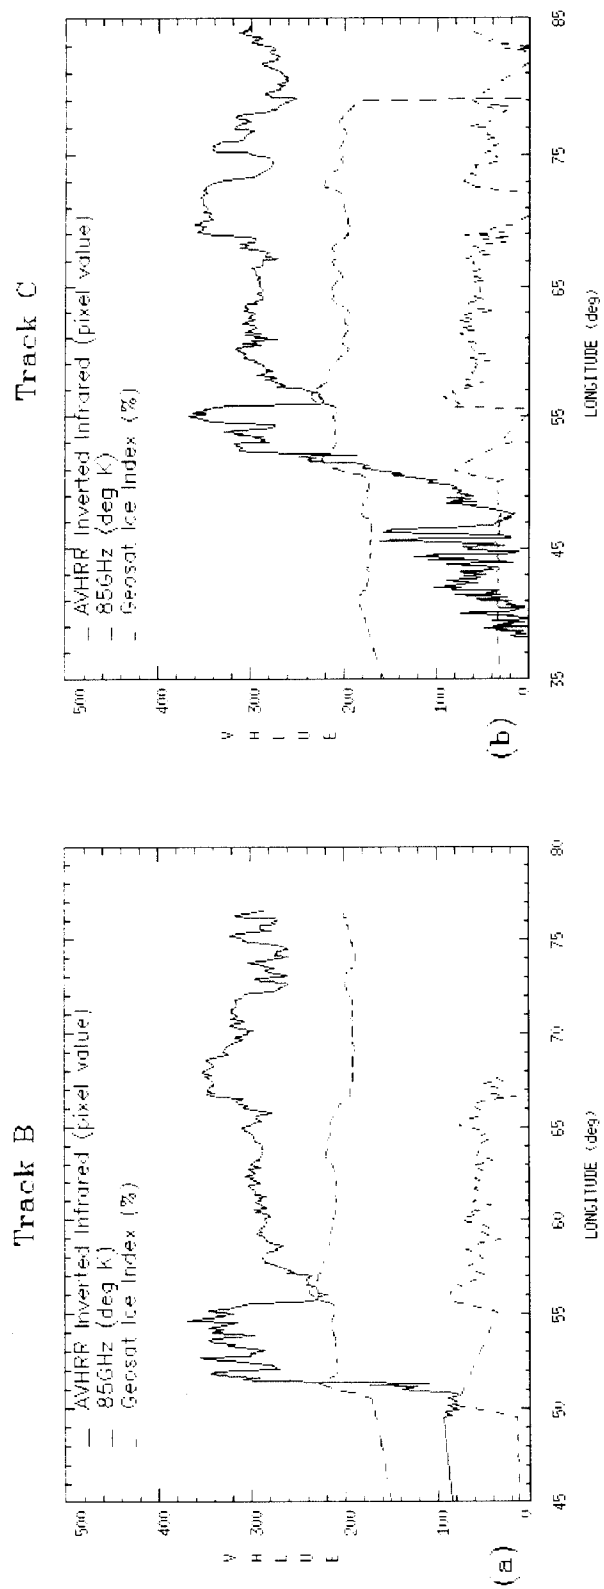 Track B
— AVHRR Inverted Infrared (pixel value)
— 85GHz (deg K)
– Geosat Ice Index (%)
500
400
300
200
100
0
V A L U E
45
50
55
60
65
70
75
80
LONGITUDE (deg)
(a)
Track C
— AVHRR Inverted Infrared (pixel value)
— 85GHz (deg K)
– Geosat Ice Index (%)
500
400
300
200
100
0
V A L U E
35
45
55
65
75
85
LONGITUDE (deg)
(b)